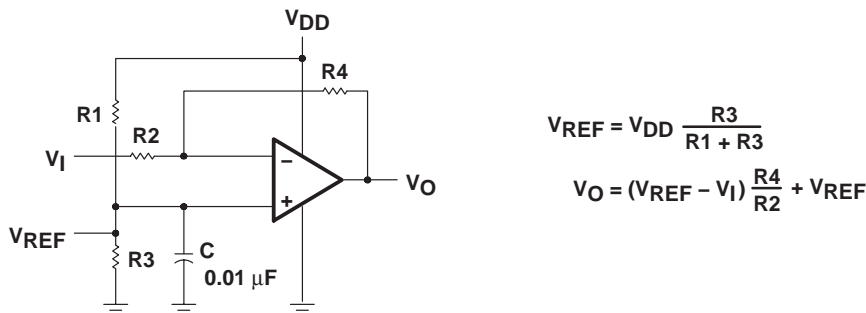 VDD
R4
R1
R2
VI
−
+
VO
VREF
R3
C
0.01 μF
VREF = VDD R3 / R1 + R3
VO = (VREF − VI) R4 / R2 + VREF